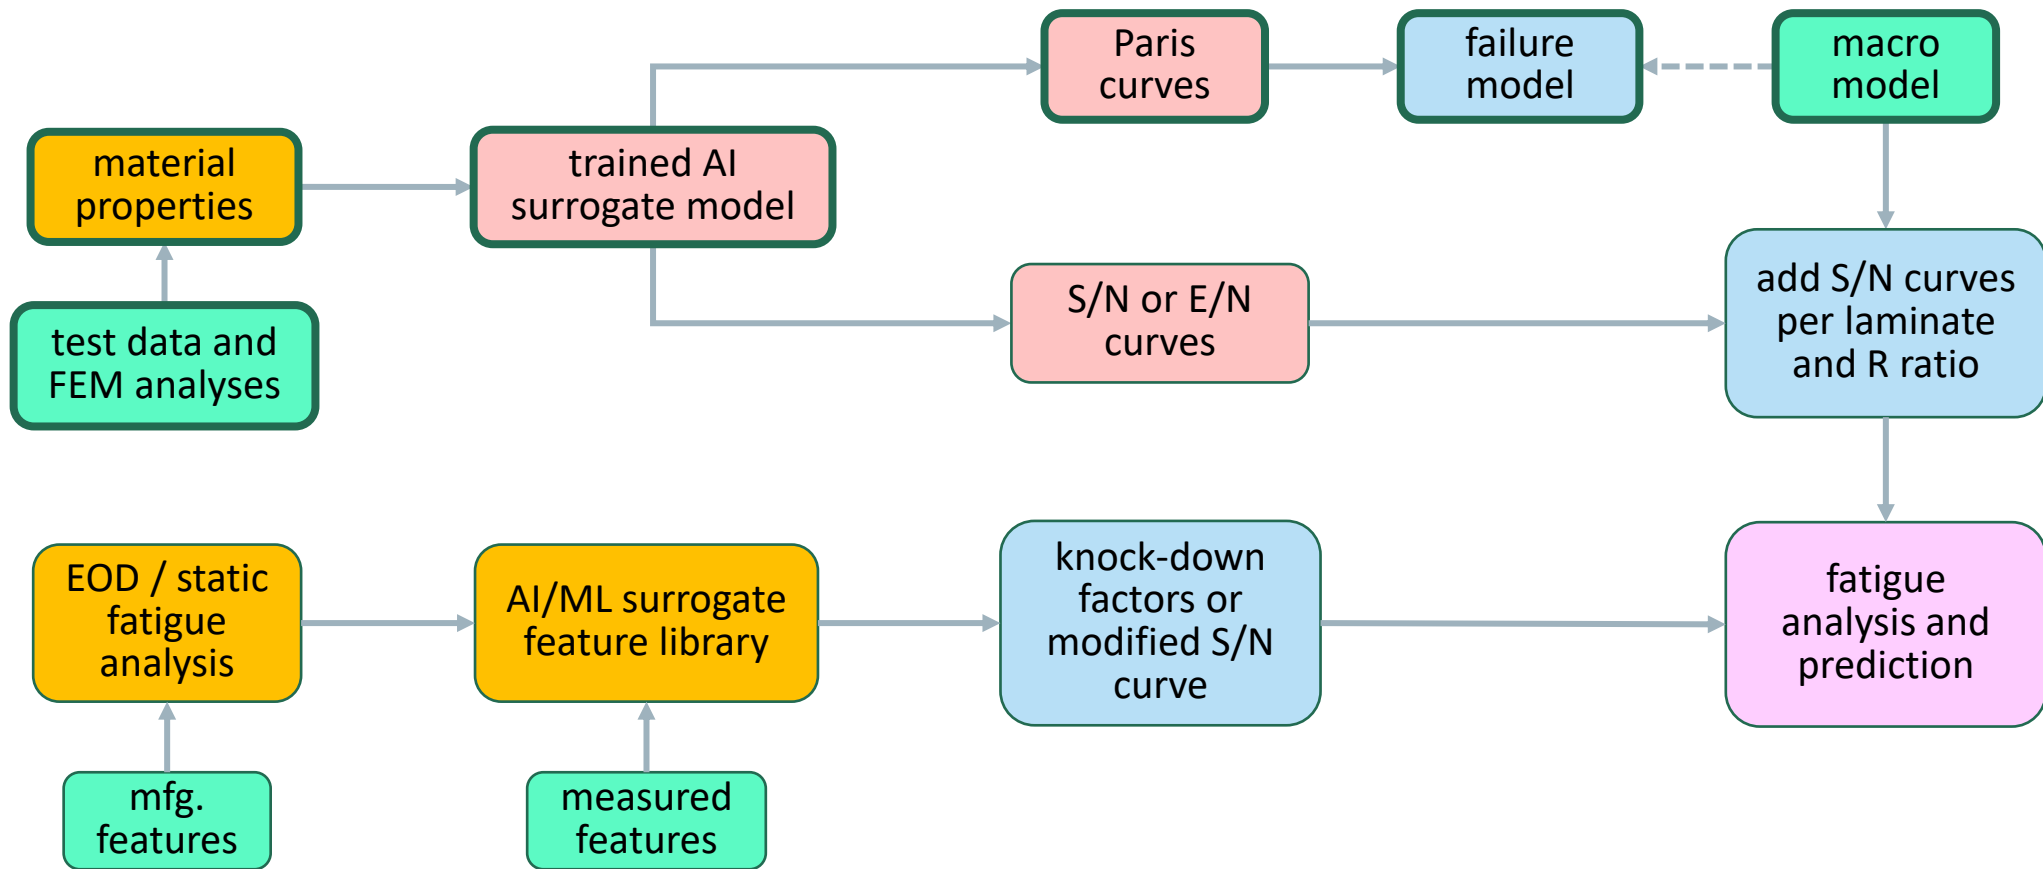 Paris
curves
failure
model
macro
model
material
properties
trained AI
surrogate model
test data and
FEM analyses
S/N or E/N
curves
add S/N curves
per laminate
and R ratio
EOD / static
fatigue
analysis
AI/ML surrogate
feature library
knock-down
factors or
modified S/N
curve
fatigue
analysis and
prediction
mfg.
features
measured
features